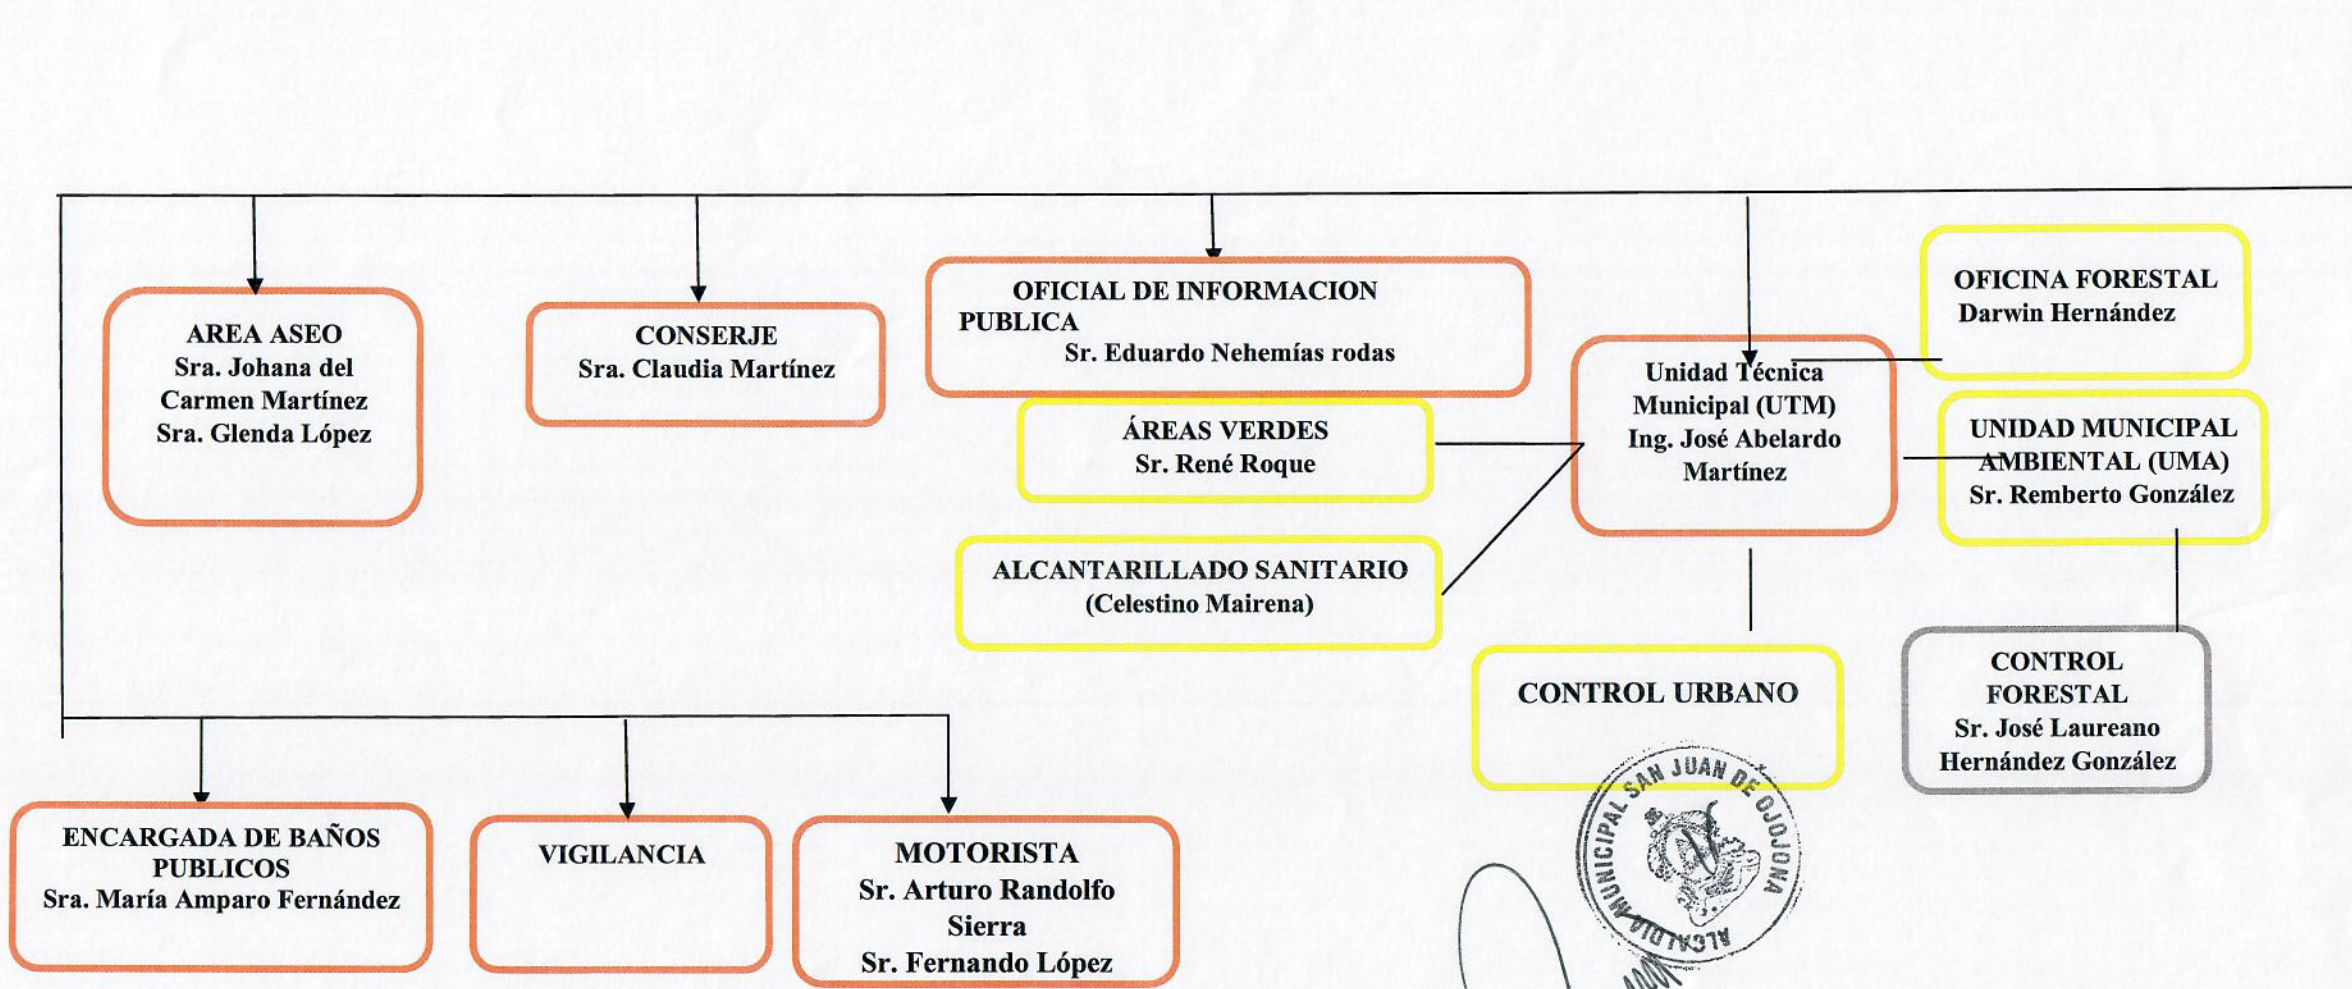 AREA ASEO
Sra. Johana del
Carmen Martínez
Sra. Glenda López
CONSERJE
Sra. Claudia Martínez
OFICIAL DE INFORMACION
PUBLICA
Sr. Eduardo Nehemías rodas
ÁREAS VERDES
Sr. René Roque
ALCANTARILLADO SANITARIO
(Celestino Mairena)
Unidad Técnica
Municipal (UTM)
Ing. José Abelardo
Martínez
OFICINA FORESTAL
Darwin Hernández
UNIDAD MUNICIPAL
AMBIENTAL (UMA)
Sr. Remberto González
CONTROL URBANO
CONTROL
FORESTAL
Sr. José Laureano
Hernández González
ENCARGADA DE BAÑOS
PUBLICOS
Sra. María Amparo Fernández
VIGILANCIA
MOTORISTA
Sr. Arturo Randolfo
Sierra
Sr. Fernando López
ALCALDIA MUNICIPAL SAN JUAN DE OJOJONA